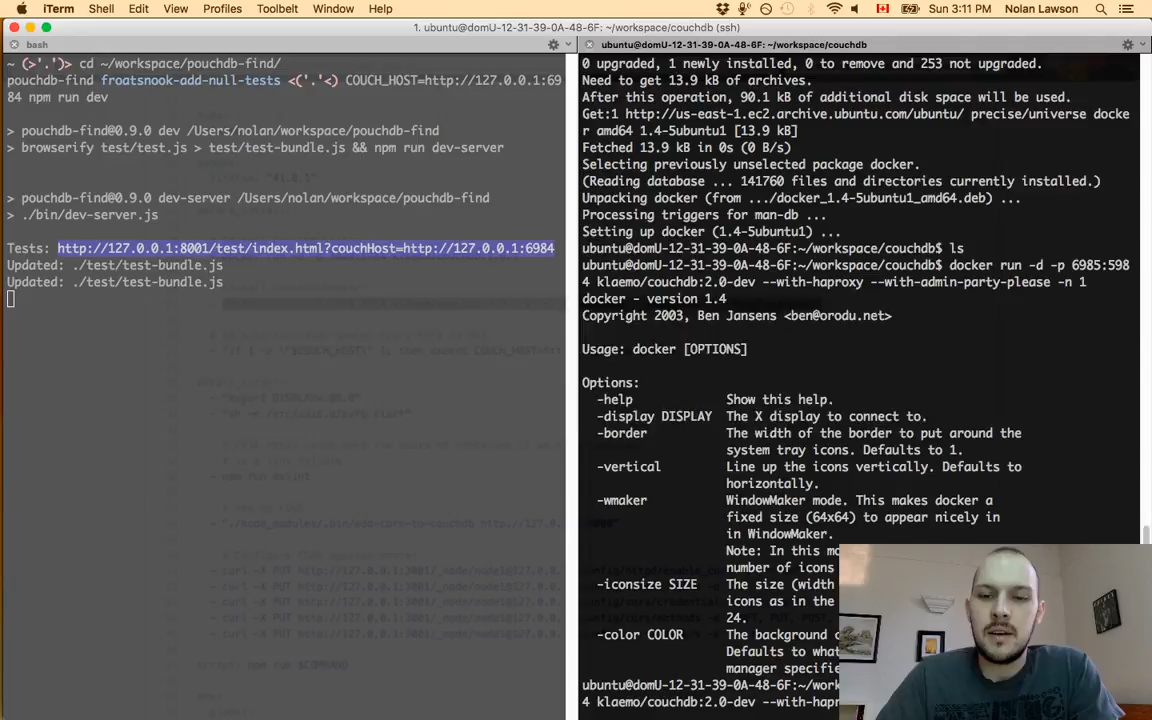 iTerm Shell Edit View Profiles Toolbelt Window Help Sun 3:11 PM Nolan Lawson
1. ubuntu@domU-12-31-39-0A-48-6F: ~/workspace/couchdb (ssh)
bash
~ (>'.')> cd ~/workspace/pouchdb-find/
pouchdb-find froatsnook-add-null-tests <('.'<) COUCH_HOST=http://127.0.0.1:69
84 npm run dev
> pouchdb-find@0.9.0 dev /Users/nolan/workspace/pouchdb-find
> browserify test/test.js > test/test-bundle.js && npm run dev-server
> pouchdb-find@0.9.0 dev-server /Users/nolan/workspace/pouchdb-find
> ./bin/dev-server.js
Tests: http://127.0.0.1:8001/test/index.html?couchHost=http://127.0.0.1:6984
Updated: ./test/test-bundle.js
Updated: ./test/test-bundle.js
ubuntu@domU-12-31-39-0A-48-6F: ~/workspace/couchdb
0 upgraded, 1 newly installed, 0 to remove and 253 not upgraded.
Need to get 13.9 kB of archives.
After this operation, 90.1 kB of additional disk space will be used.
Get:1 http://us-east-1.ec2.archive.ubuntu.com/ubuntu/ precise/universe docke
r amd64 1.4-5ubuntu1 [13.9 kB]
Fetched 13.9 kB in 0s (0 B/s)
Selecting previously unselected package docker.
(Reading database ... 141760 files and directories currently installed.)
Unpacking docker (from .../docker_1.4-5ubuntu1_amd64.deb) ...
Processing triggers for man-db ...
Setting up docker (1.4-5ubuntu1) ...
ubuntu@domU-12-31-39-0A-48-6F:~/workspace/couchdb$ ls
ubuntu@domU-12-31-39-0A-48-6F:~/workspace/couchdb$ docker run -d -p 6985:598
4 klaemo/couchdb:2.0-dev --with-haproxy --with-admin-party-please -n 1
docker - version 1.4
Copyright 2003, Ben Jansens <ben@orodu.net>
Usage: docker [OPTIONS]
Options:
-help Show this help.
-display DISPLAY The X display to connect to.
-border The width of the border to put around the
system tray icons. Defaults to 1.
-vertical Line up the icons vertically. Defaults to
horizontally.
-wmaker WindowMaker mode. This makes docker a
fixed size (64x64) to appear nicely in
in WindowMaker.
Note: In this mo
number of icons
-iconsize SIZE The size (width
icons as in the
24.
-color COLOR The background c
Defaults to what
manager specifie
ubuntu@domU-12-31-39-0A-48-6F:~/work
4 klaemo/couchdb:2.0-dev --with-hapr